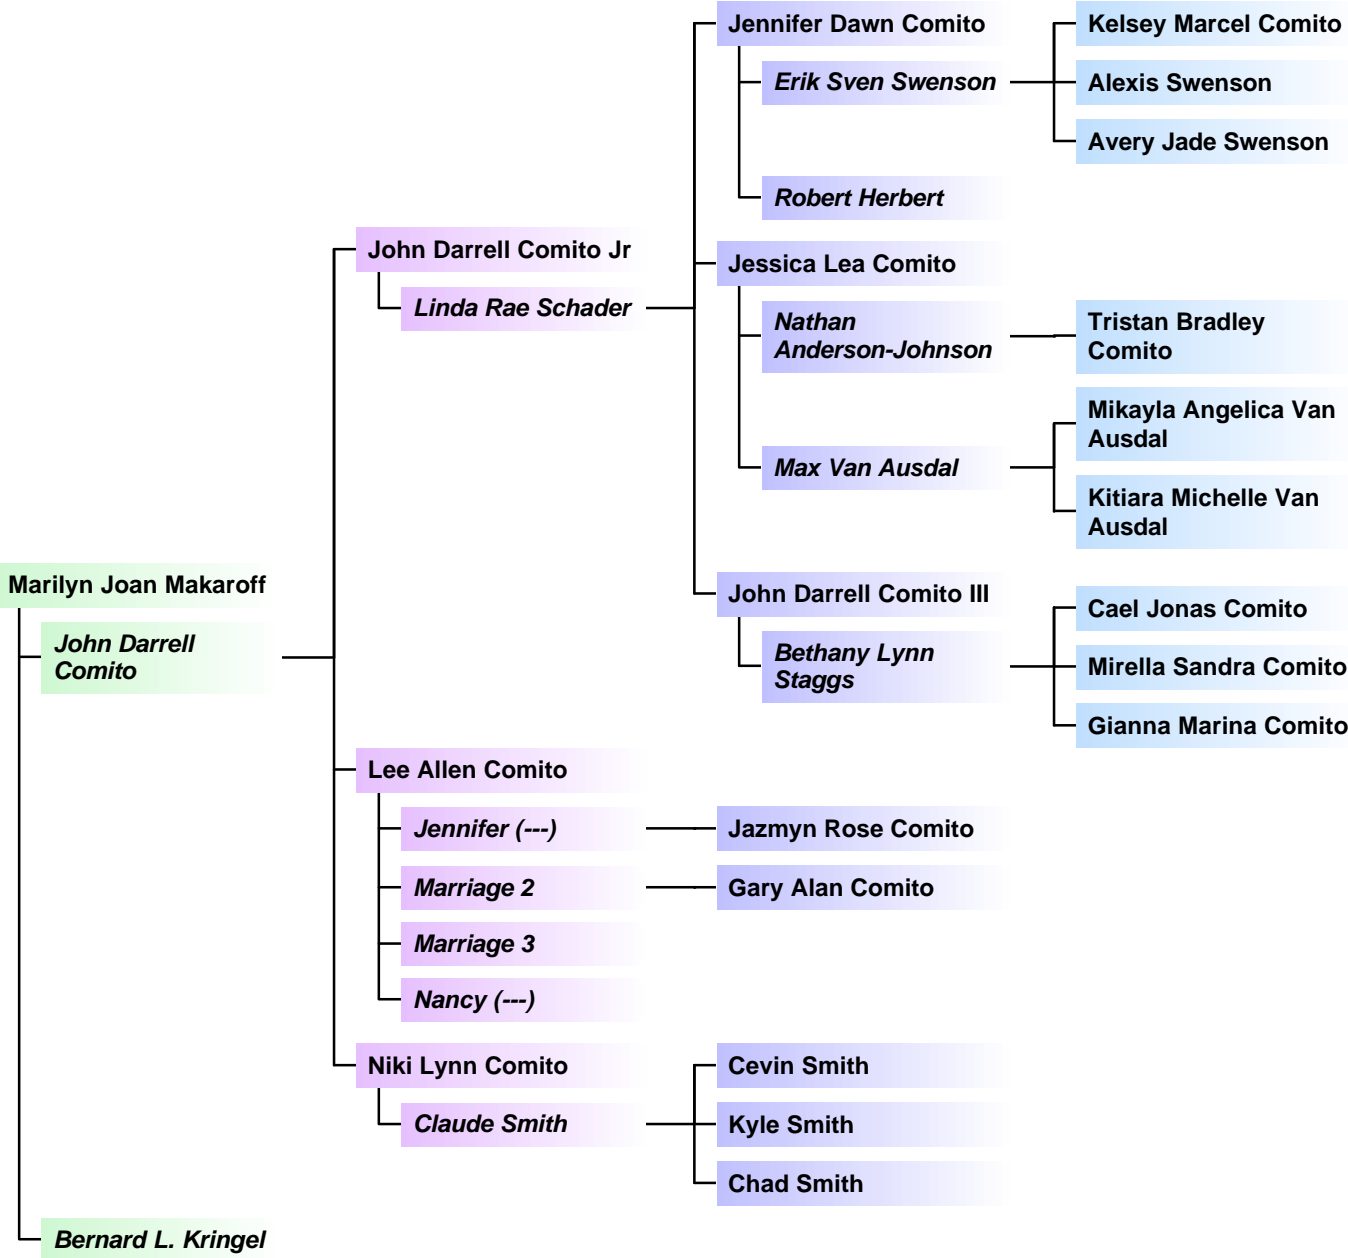 Jennifer Dawn Comito
Erik Sven Swenson
Kelsey Marcel Comito
Alexis Swenson
Avery Jade Swenson
Robert Herbert
John Darrell Comito Jr
Linda Rae Schader
Jessica Lea Comito
Nathan
Anderson-Johnson
Tristan Bradley
Comito
Max Van Ausdal
Mikayla Angelica Van
Ausdal
Kitiara Michelle Van
Ausdal
Marilyn Joan Makaroff
John Darrell
Comito
John Darrell Comito III
Bethany Lynn
Staggs
Cael Jonas Comito
Mirella Sandra Comito
Gianna Marina Comito
Lee Allen Comito
Jennifer (---)
Jazmyn Rose Comito
Marriage 2
Gary Alan Comito
Marriage 3
Nancy (---)
Niki Lynn Comito
Claude Smith
Cevin Smith
Kyle Smith
Chad Smith
Bernard L. Kringel